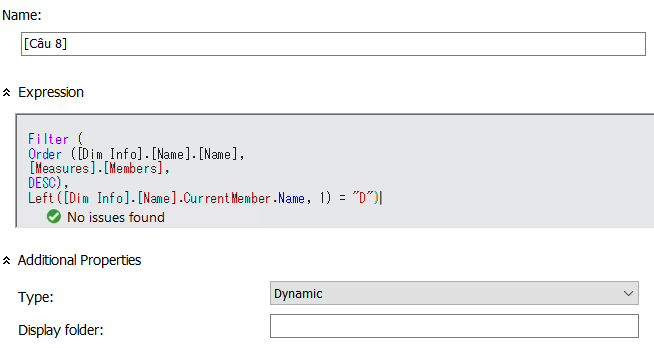 Name:
[Câu 8]
Expression
Filter (
Order ([Dim Info].[Name].[Name],
[Measures].[Members],
DESC),
Left([Dim Info].[Name].CurrentMember.Name, 1) = "D")
No issues found
Additional Properties
Type:
Dynamic
Display folder: